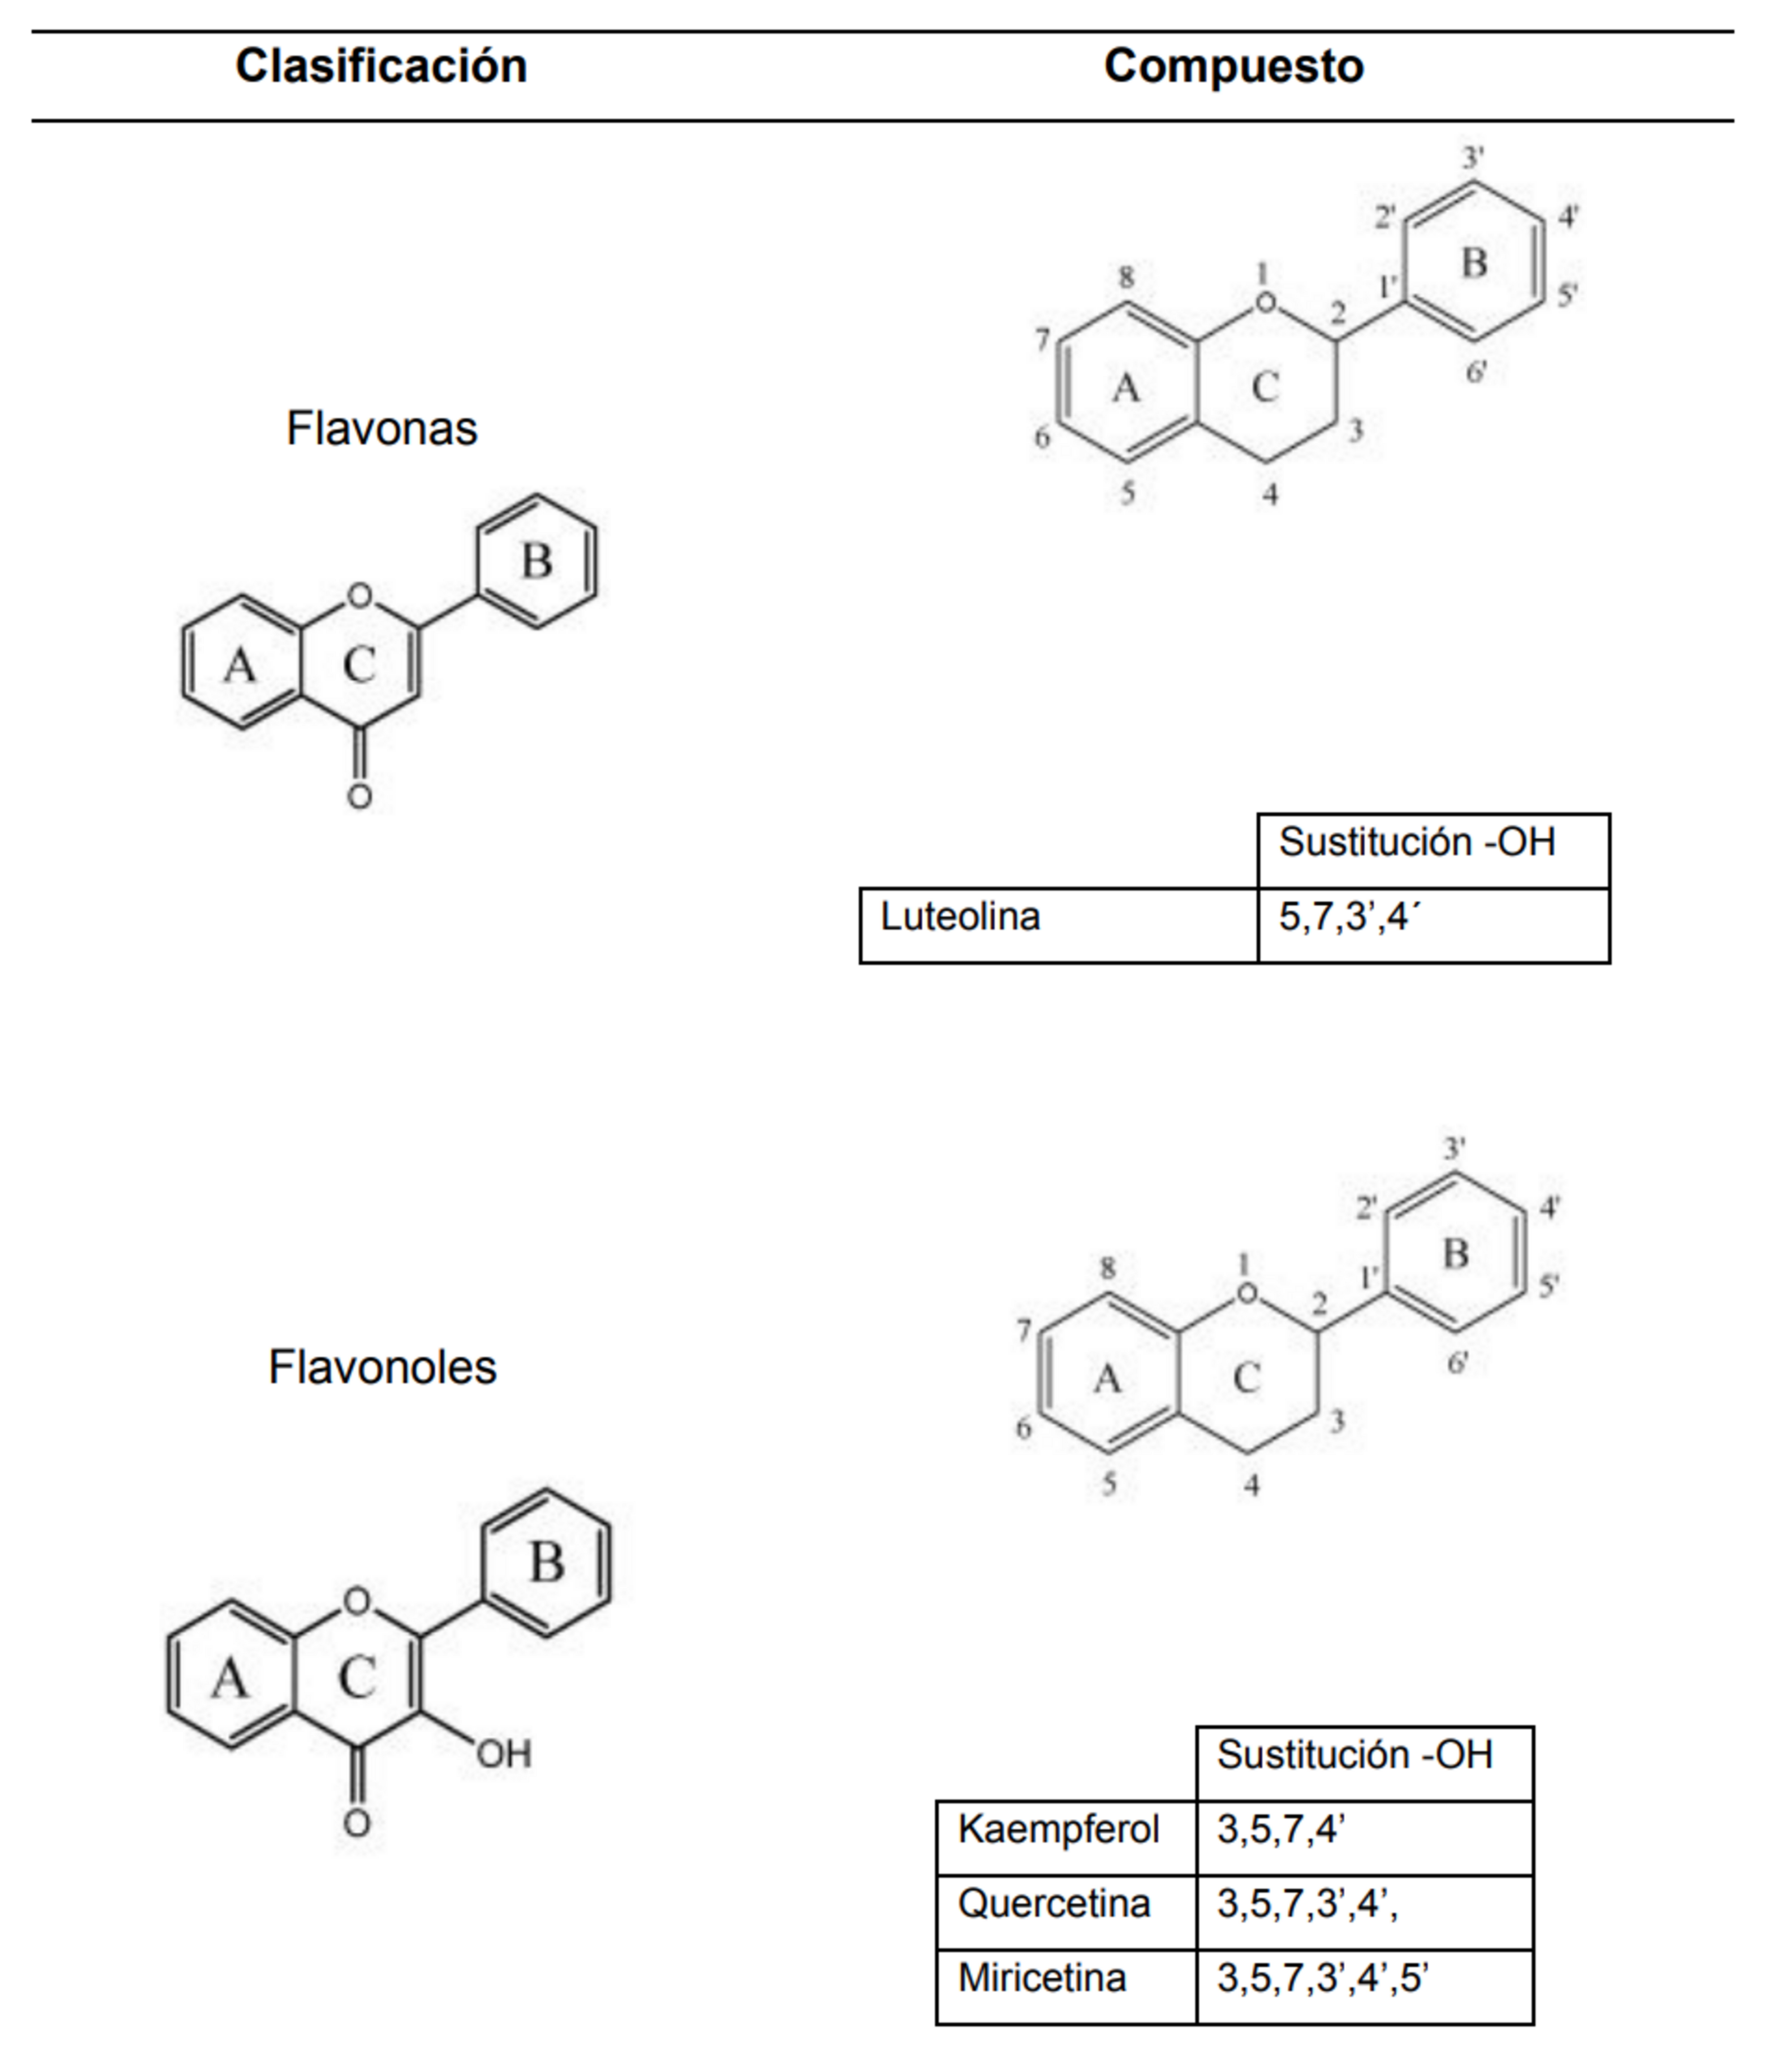 Clasificación Compuesto
Flavonas
O
A
C
B
O
1
O
2
3
4
5
6
7
8
A
C
B
1'
2'
3'
4'
5'
6'
Sustitución -OH
Luteolina 5,7,3’,4´
Flavonoles
O
A
C
B
OH
O
1
O
2
3
4
5
6
7
8
A
C
B
1'
2'
3'
4'
5'
6'
Sustitución -OH
Kaempferol 3,5,7,4’
Quercetina 3,5,7,3’,4’,
Miricetina 3,5,7,3’,4’,5’